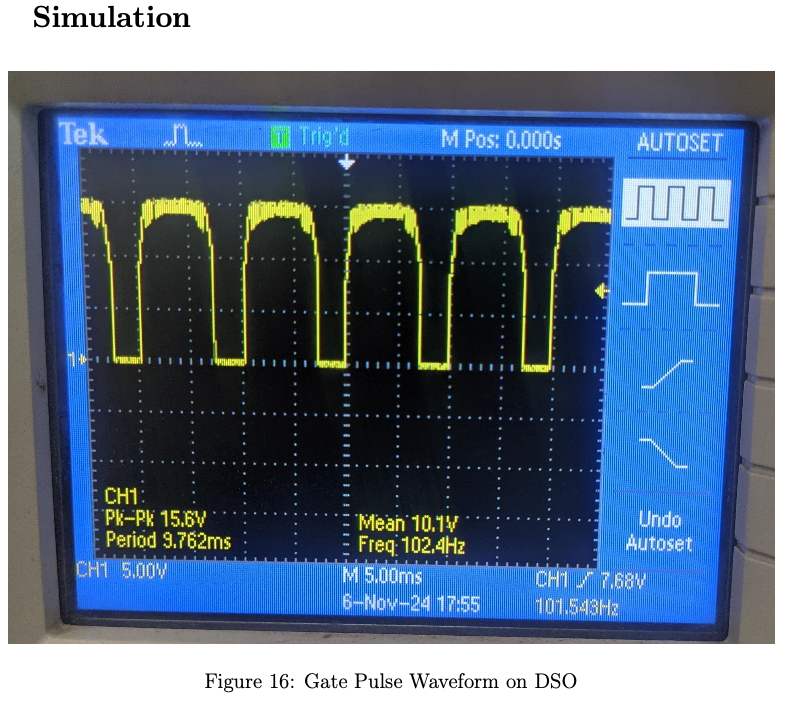 Simulation
Tek
T Trig'd
M Pos: 0.000s
AUTOSET
1
CH1
Pk-Pk 15.6V
Period 9.762ms
Mean 10.1V
Freq 102.4Hz
Undo
Autoset
CH1 5.00V
M 5.00ms
CH1 7.68V
6-Nov-24 17:55
101.543Hz
Figure 16: Gate Pulse Waveform on DSO